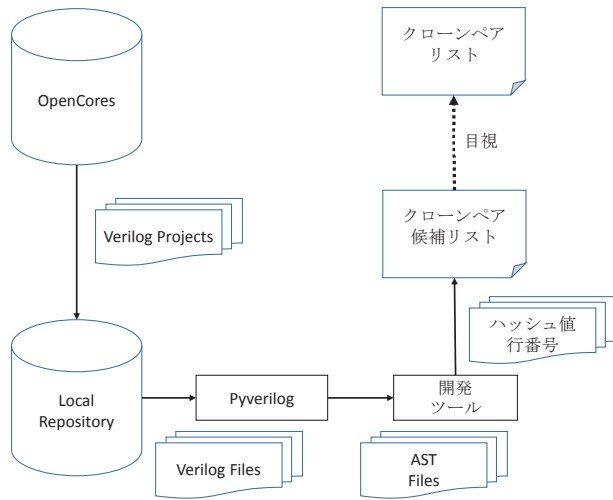 クローンペア
リスト
OpenCores
目視
Verilog Projects
クローンペア
候補リスト
ハッシュ値
行番号
Local
Repository
Pyverilog
開発
ツール
Verilog Files
AST
Files